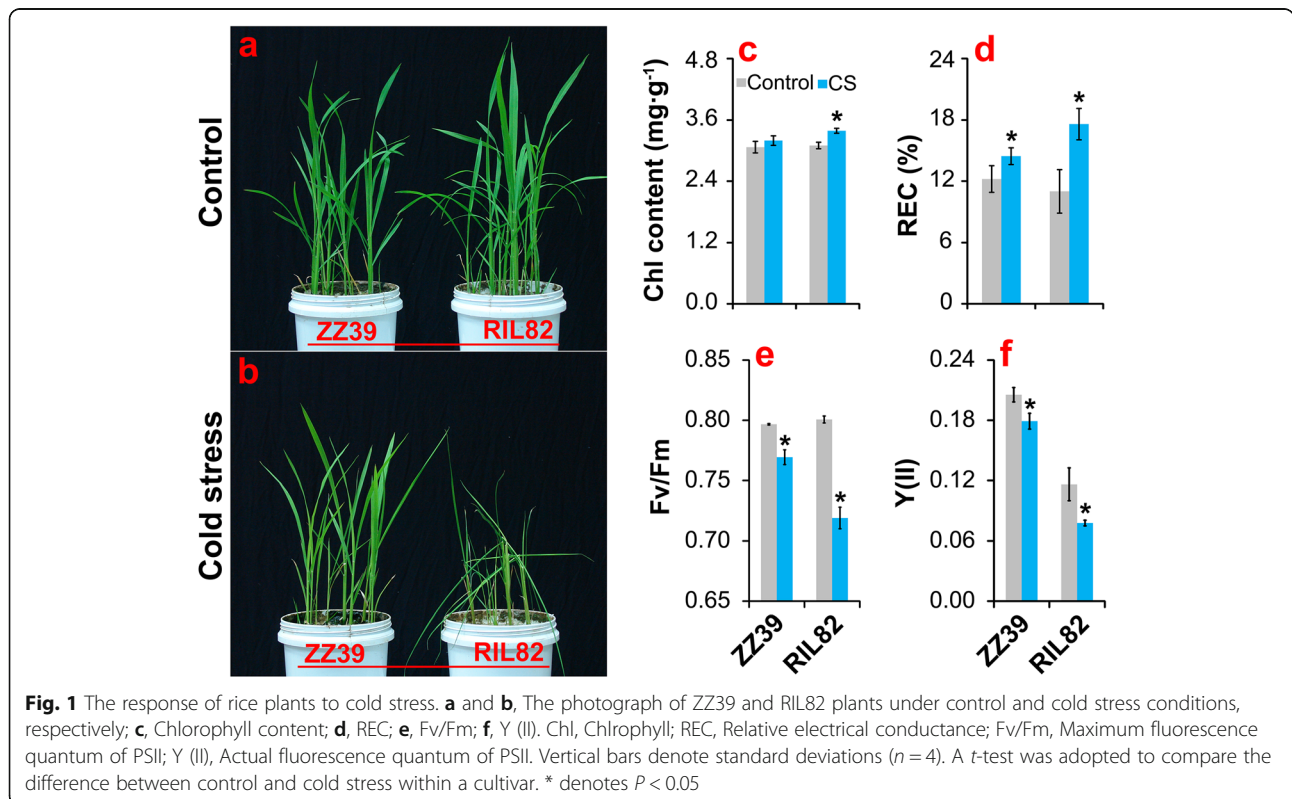 a
Control
ZZ39 RIL82
b
Cold stress
ZZ39 RIL82
c
Chl content (mg·g⁻¹)
4.8
3.6
2.4
1.2
0.0
Control CS
*
d
REC (%)
24
18
12
6
0
* *
e
Fv/Fm
0.85
0.80
0.75
0.70
0.65
* *
ZZ39 RIL82
f
Y(II)
0.24
0.18
0.12
0.06
0.00
* *
ZZ39 RIL82
Fig. 1 The response of rice plants to cold stress. a and b, The photograph of ZZ39 and RIL82 plants under control and cold stress conditions,
respectively; c, Chlorophyll content; d, REC; e, Fv/Fm; f, Y (II). Chl, Chlrophyll; REC, Relative electrical conductance; Fv/Fm, Maximum fluorescence
quantum of PSII; Y (II), Actual fluorescence quantum of PSII. Vertical bars denote standard deviations (n = 4). A t-test was adopted to compare the
difference between control and cold stress within a cultivar. * denotes P < 0.05